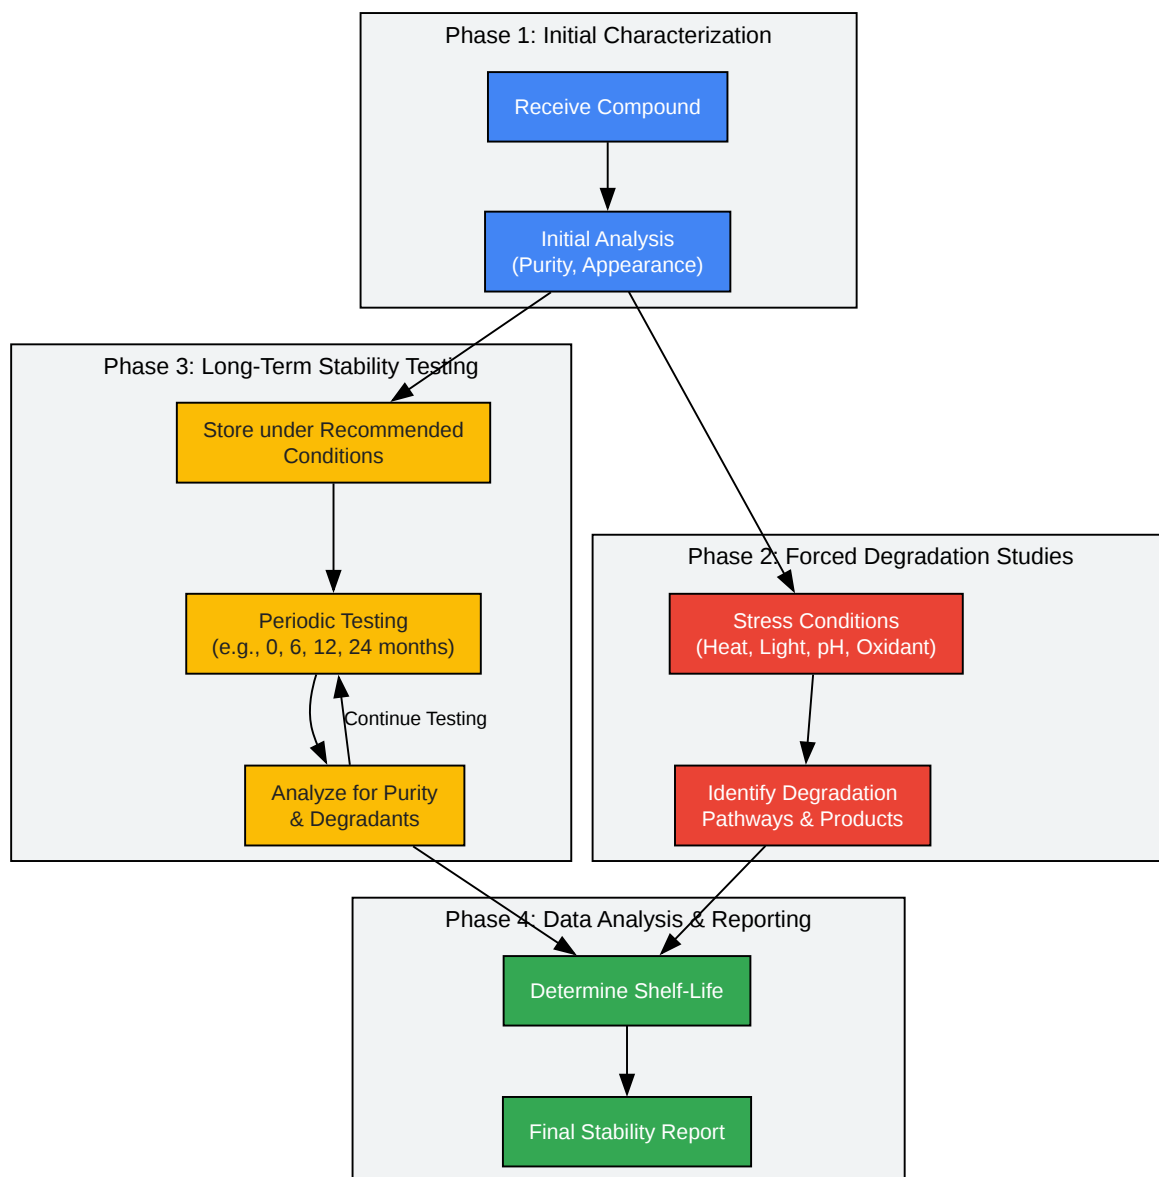 Phase 1: Initial Characterization
Receive Compound
Initial Analysis
(Purity, Appearance)
Phase 3: Long-Term Stability Testing
Store under Recommended
Conditions
Periodic Testing
(e.g., 0, 6, 12, 24 months)
Continue Testing
Analyze for Purity
& Degradants
Phase 2: Forced Degradation Studies
Stress Conditions
(Heat, Light, pH, Oxidant)
Identify Degradation
Pathways & Products
Phase 4: Data Analysis & Reporting
Determine Shelf-Life
Final Stability Report